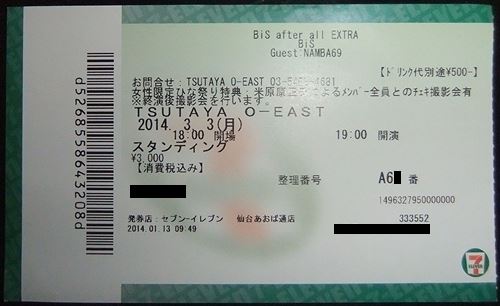 BiS after all EXTRA
BiS
Guest:NAMBA69
【ドリンク代別途¥500-】
お問合せ:TSUTAYA O-EAST 03-5458-4681
女性限定ひな祭り特典:米原康正によるメンバー全員とのチェキ撮影会有
※終演後撮影会を行います。
TSUTAYA O-EAST
2014. 3. 3(月)
18:00 開場 19:00 開演
スタンディング
¥3,000
【消費税込み】
整理番号 A6 番
1496327950000000
発券店:セブン-イレブン 仙台あおば通店 333552
2014.01.13 09:49
d5268558643208d
7
ELEVEN